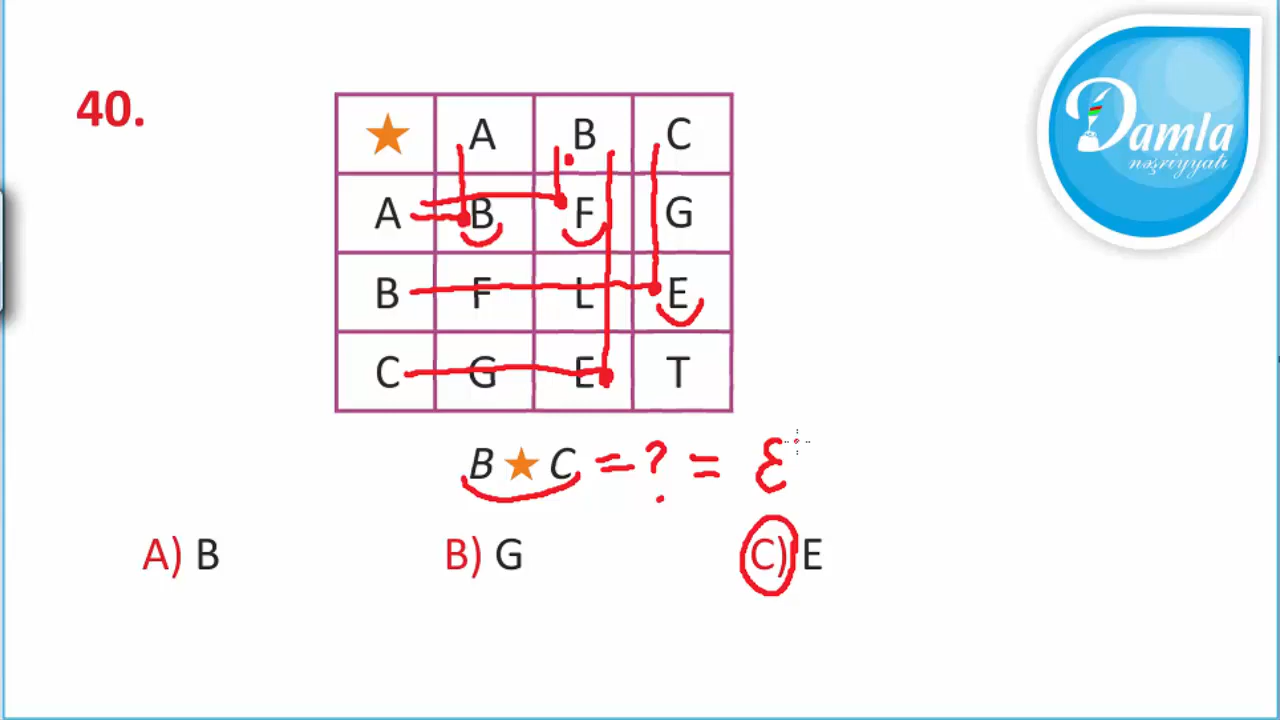 40.
★ A B C
A B F G
B F L E
C G E T
B ★ C = ? = E
A) B B) G C) E
Damla
nəşriyyatı